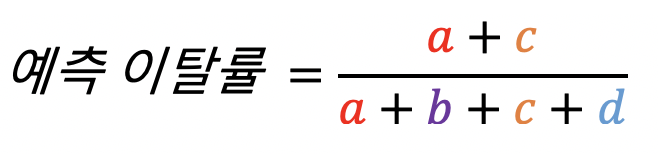 예측 이탈률 = a + c
a + b + c + d